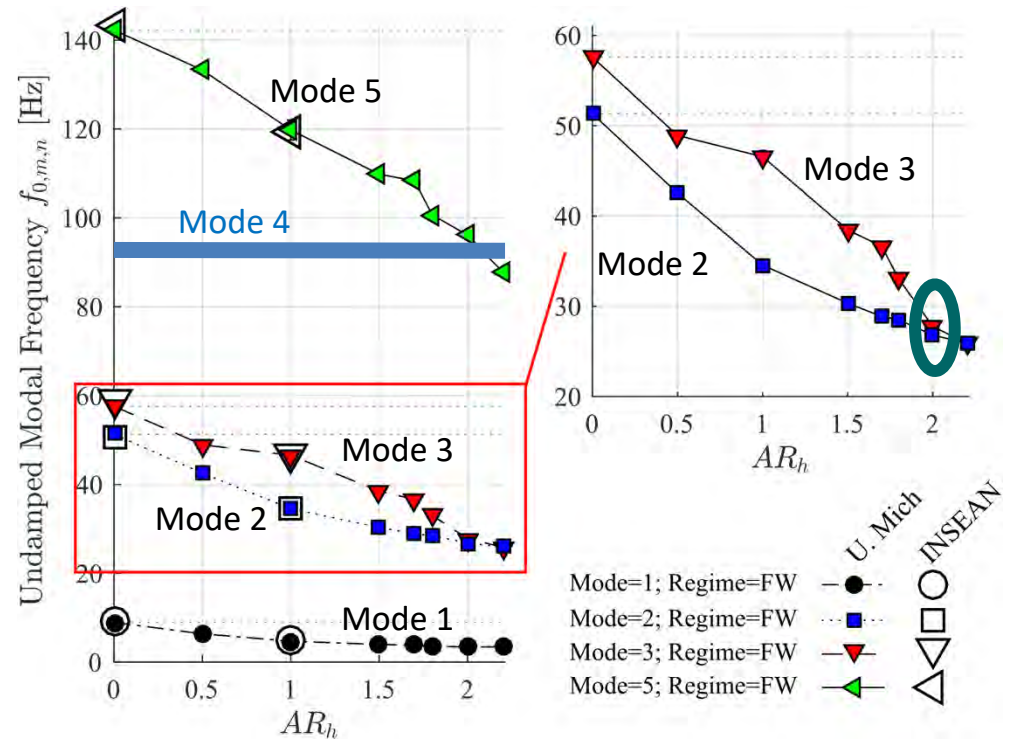 Undamped Modal Frequency f₀,m,n [Hz]
140
120
100
80
60
40
20
0
Mode 5
Mode 4
Mode 3
Mode 2
Mode 1
0 0.5 1 1.5 2
AR_h
60
50
40
30
20
Mode 3
Mode 2
0 0.5 1 1.5 2
AR_h
U. Mich INSEAN
Mode=1; Regime=FW
Mode=2; Regime=FW
Mode=3; Regime=FW
Mode=5; Regime=FW